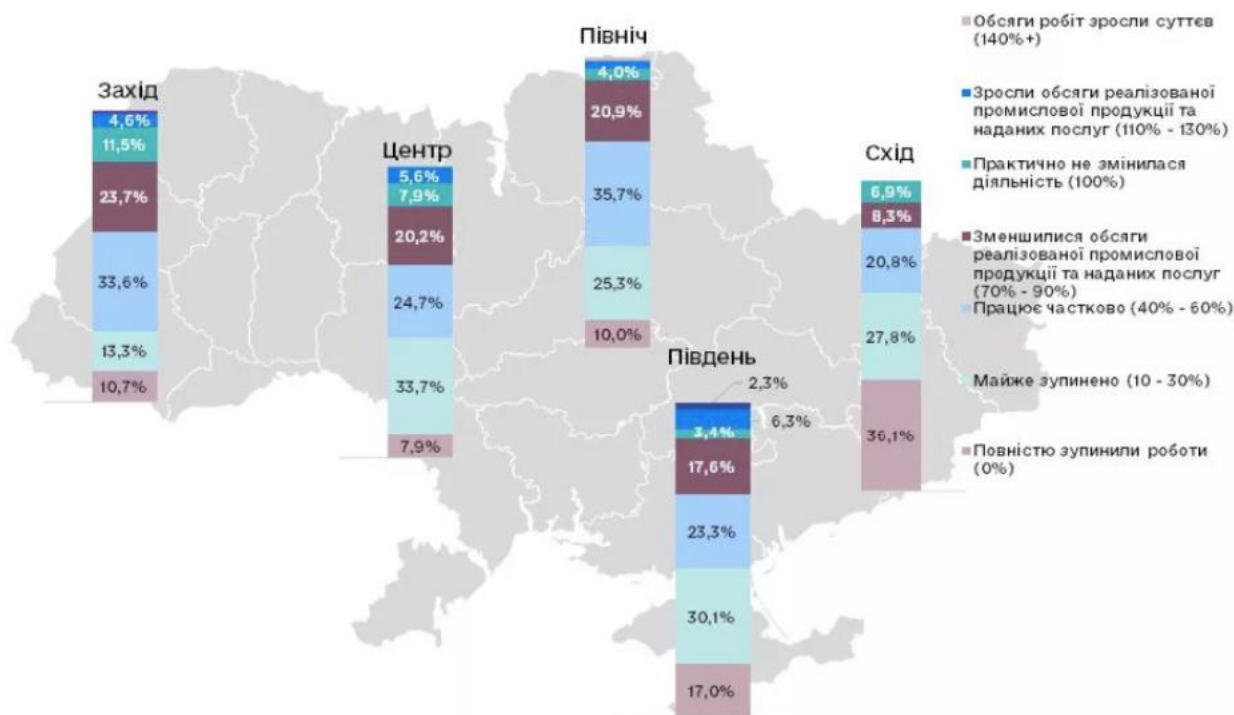 Захід
4,6%
11,5%
23,7%
33,6%
13,3%
10,7%
Центр
5,6%
7,9%
20,2%
24,7%
33,7%
7,9%
Північ
4,0%
20,9%
35,7%
25,3%
10,0%
Південь
2,3%
6,3%
3,4%
17,6%
23,3%
30,1%
17,0%
Схід
6,9%
8,3%
20,8%
27,8%
36,1%
Обсяги робіт зросли суттєв
(140%+)
Зросли обсяги реалізованої
промислової продукції та
наданих послуг (110% - 130%)
Практично не змінилася
діяльність (100%)
Зменшилися обсяги
реалізованої промислової
продукції та наданих послуг
(70% - 90%)
Працює частково (40% - 60%)
Майже зупинено (10 - 30%)
Повністю зупинили роботи
(0%)